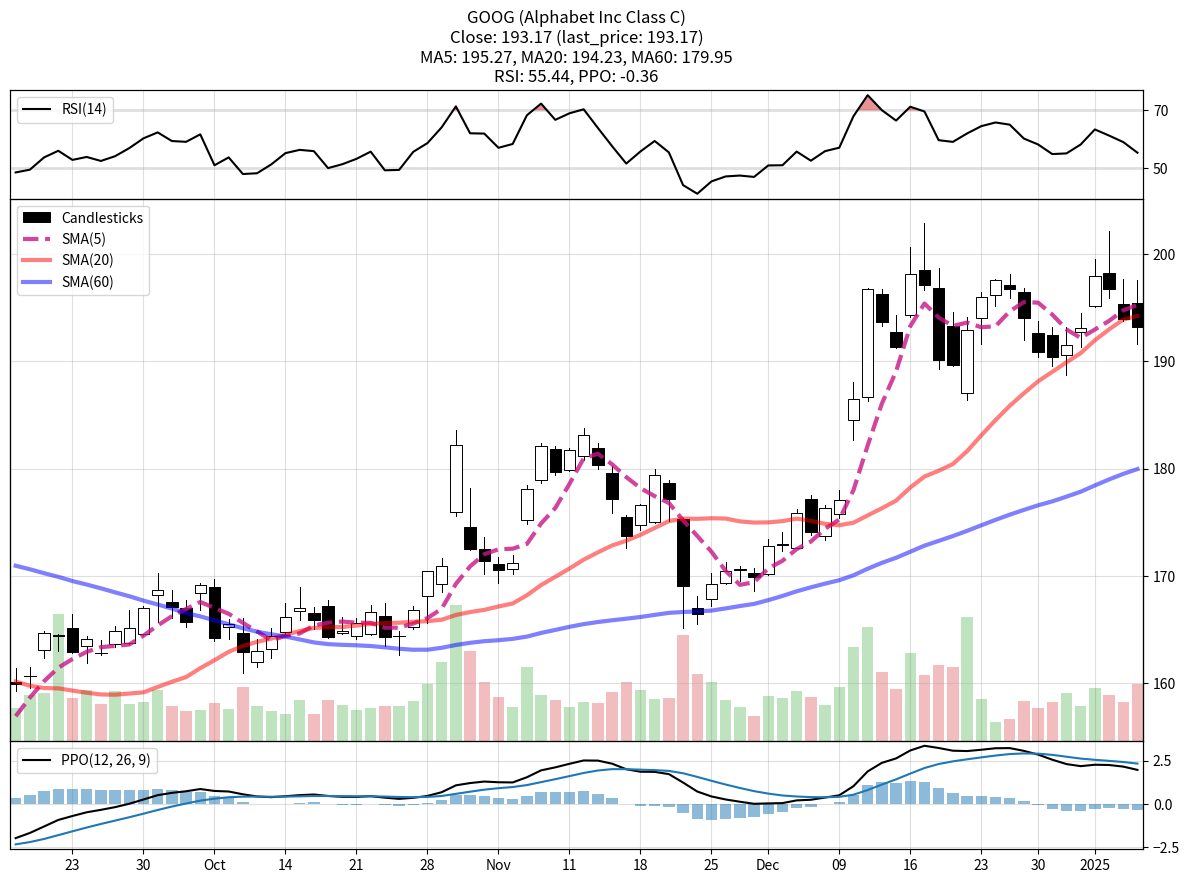 GOOG (Alphabet Inc Class C)
Close: 193.17 (last_price: 193.17)
MA5: 195.27, MA20: 194.23, MA60: 179.95
RSI: 55.44, PPO: -0.36
RSI(14)
70
50
Candlesticks
SMA(5)
SMA(20)
SMA(60)
200
190
180
170
160
PPO(12, 26, 9)
2.5
0.0
−2.5
23 30 Oct 14 21 28 Nov 11 18 25 Dec 09 16 23 30 2025